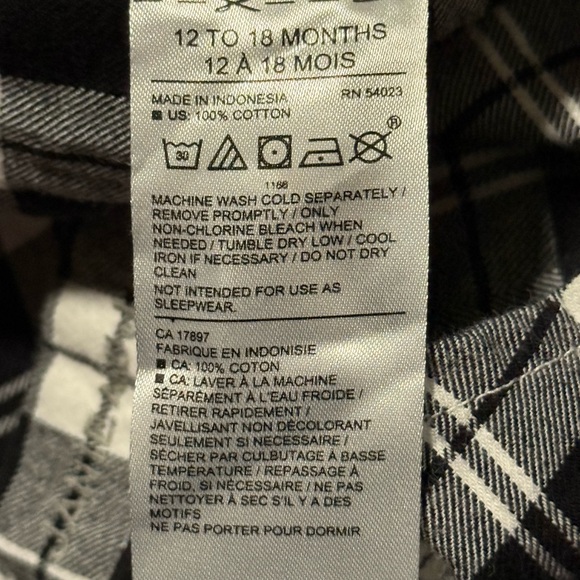 12 TO 18 MONTHS
12 À 18 MOIS
MADE IN INDONESIA RN 54023
US: 100% COTTON
30
®
1166
MACHINE WASH COLD SEPARATELY /
REMOVE PROMPTLY / ONLY
NON-CHLORINE BLEACH WHEN
NEEDED / TUMBLE DRY LOW / COOL
IRON IF NECESSARY / DO NOT DRY
CLEAN
NOT INTENDED FOR USE AS
SLEEPWEAR.
CA 17897
FABRIQUE EN INDONISIE
CA: 100% COTON
CA: LAVER À LA MACHINE
SÉPARÉMENT À L'EAU FROIDE /
RETIRER RAPIDEMENT /
JAVELLISANT NON DÉCOLORANT
SEULEMENT SI NÉCESSAIRE /
SÉCHER PAR CULBUTAGE À BASSE
TEMPÉRATURE / REPASSAGE À
FROID, SI NÉCESSAIRE / NE PAS
NETTOYER À SEC S'IL Y A DES
MOTIFS
NE PAS PORTER POUR DORMIR